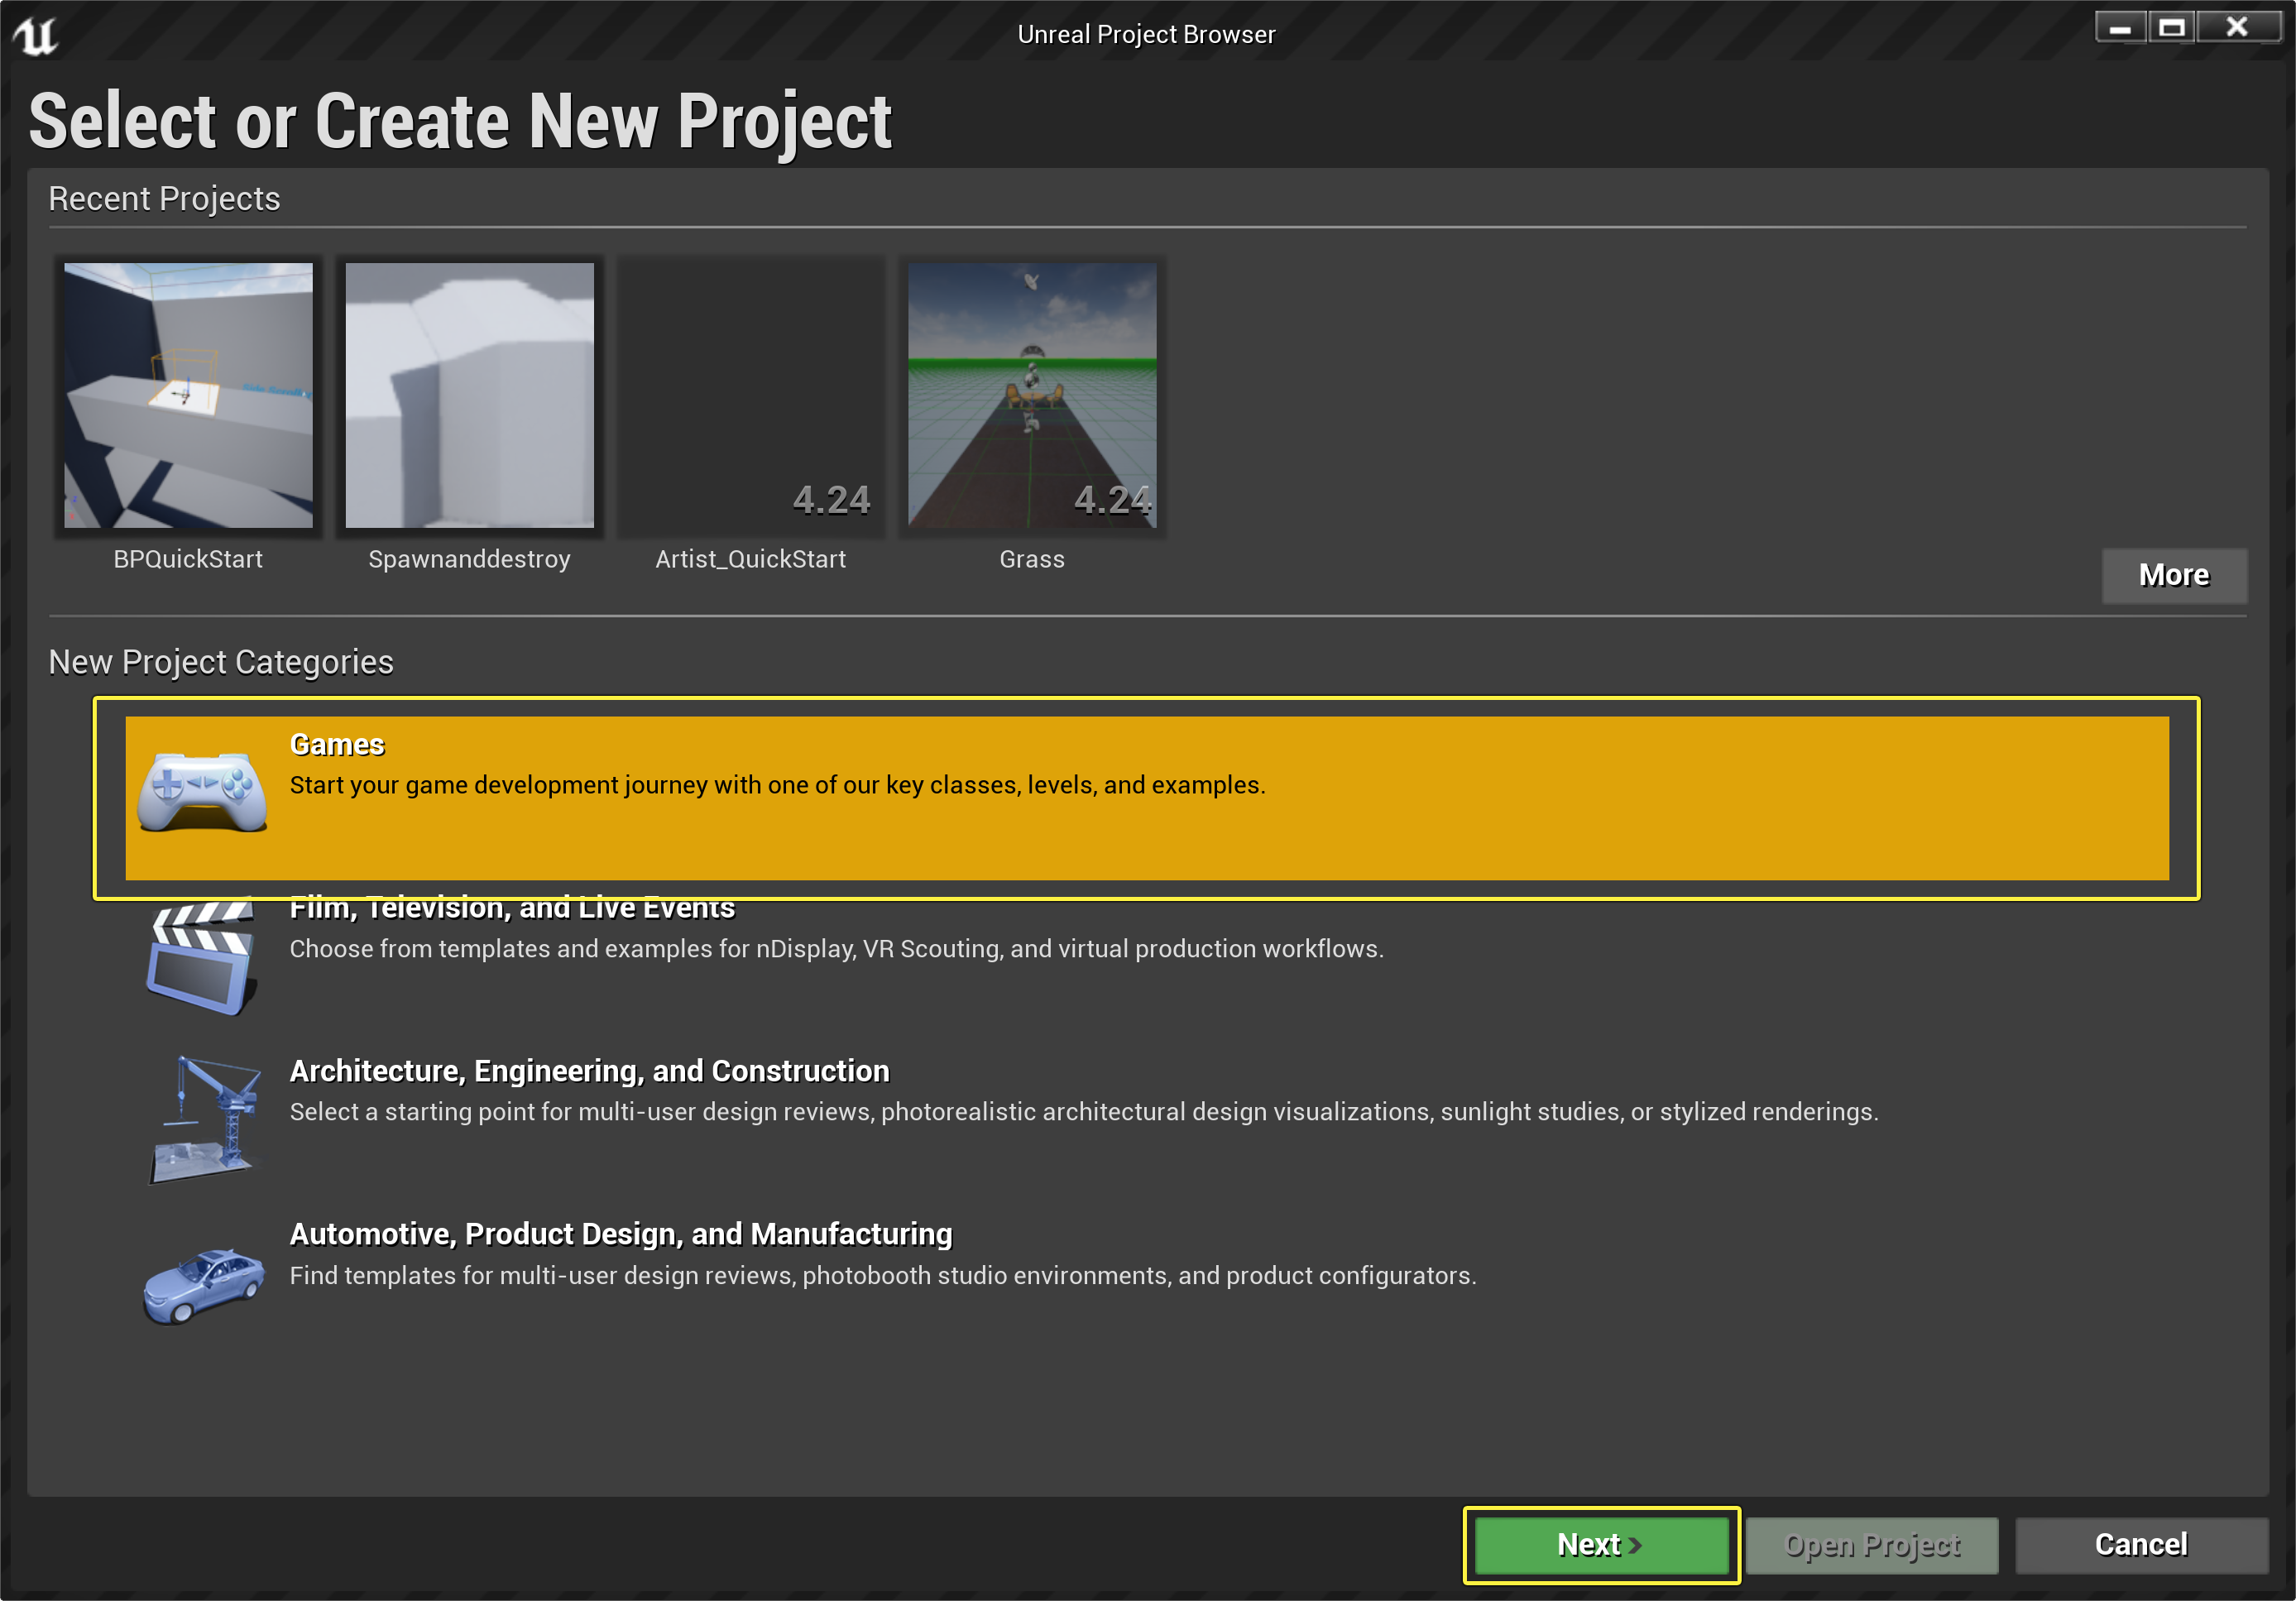 Unreal Project Browser
Select or Create New Project
Recent Projects
4.24
4.24
BPQuickStart
Spawnanddestroy
Artist_QuickStart
Grass
More
New Project Categories
Games
Start your game development journey with one of our key classes, levels, and examples.
Film, Television, and Live Events
Choose from templates and examples for nDisplay, VR Scouting, and virtual production workflows.
Architecture, Engineering, and Construction
Select a starting point for multi-user design reviews, photorealistic architectural design visualizations, sunlight studies, or stylized renderings.
Automotive, Product Design, and Manufacturing
Find templates for multi-user design reviews, photobooth studio environments, and product configurators.
Next
Open Project
Cancel